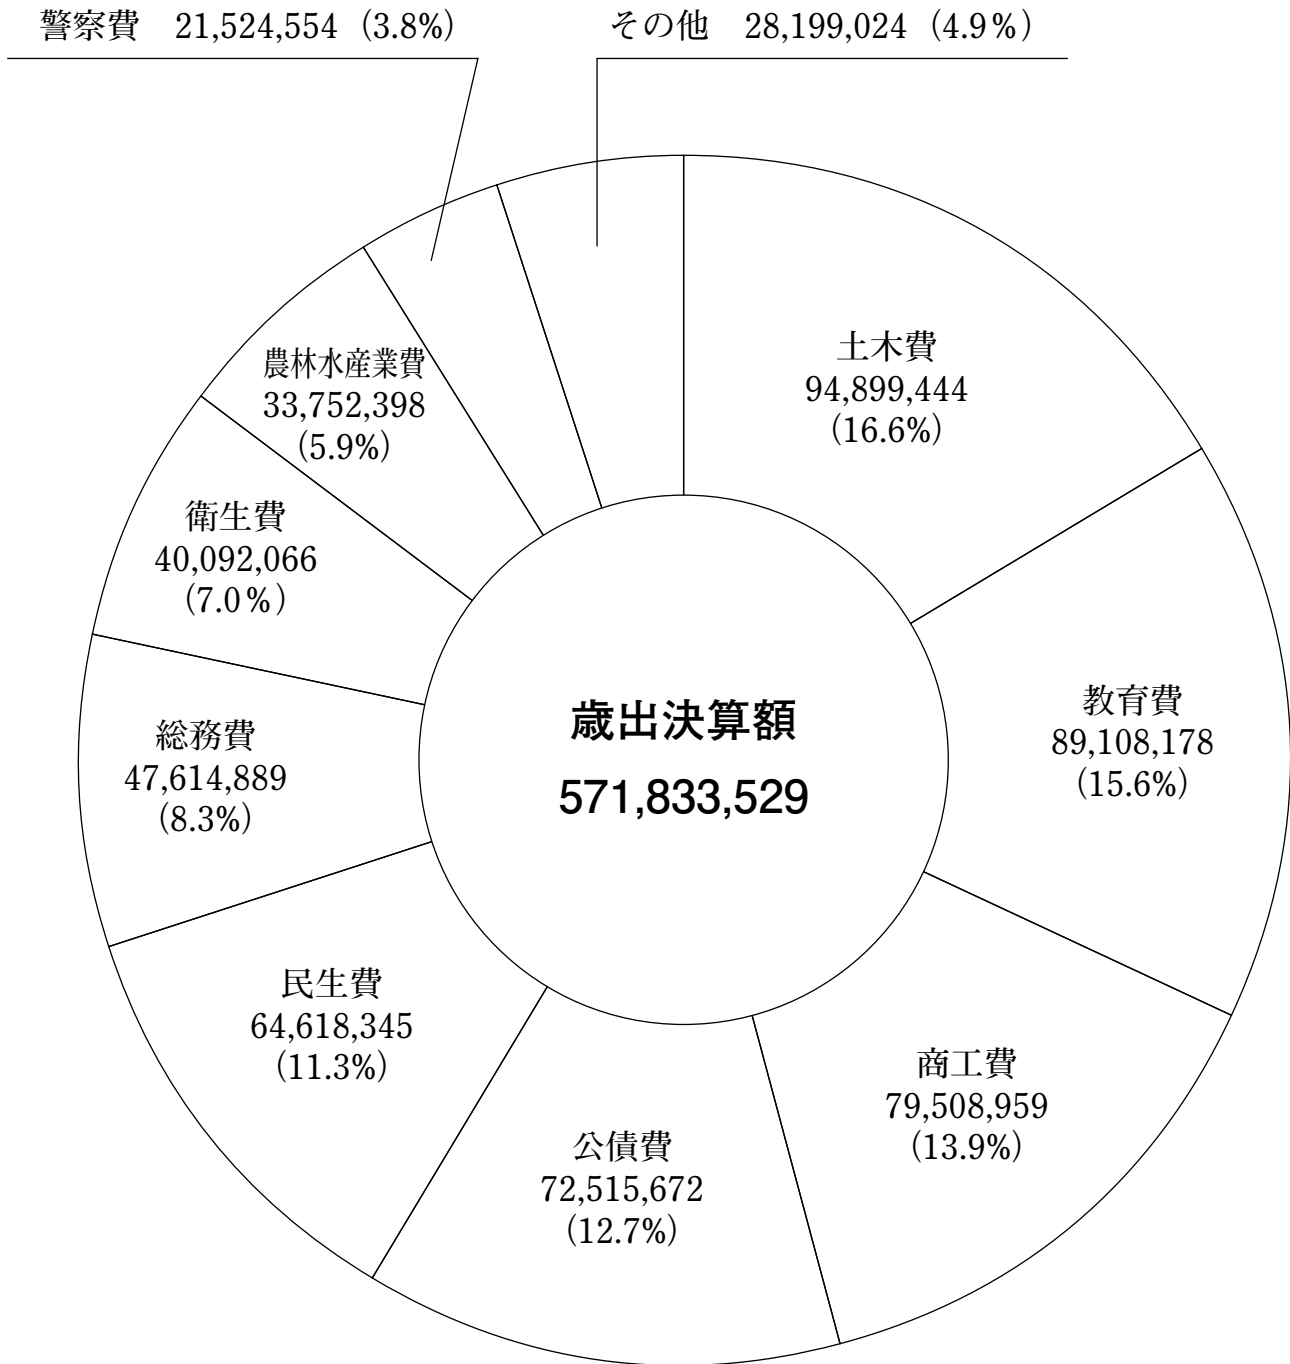 警察費　21,524,554（3.8%）
その他　28,199,024（4.9%）
土木費
94,899,444
（16.6%）
教育費
89,108,178
（15.6%）
商工費
79,508,959
（13.9%）
公債費
72,515,672
（12.7%）
民生費
64,618,345
（11.3%）
総務費
47,614,889
（8.3%）
衛生費
40,092,066
（7.0%）
農林水産業費
33,752,398
（5.9%）
歳出決算額
571,833,529